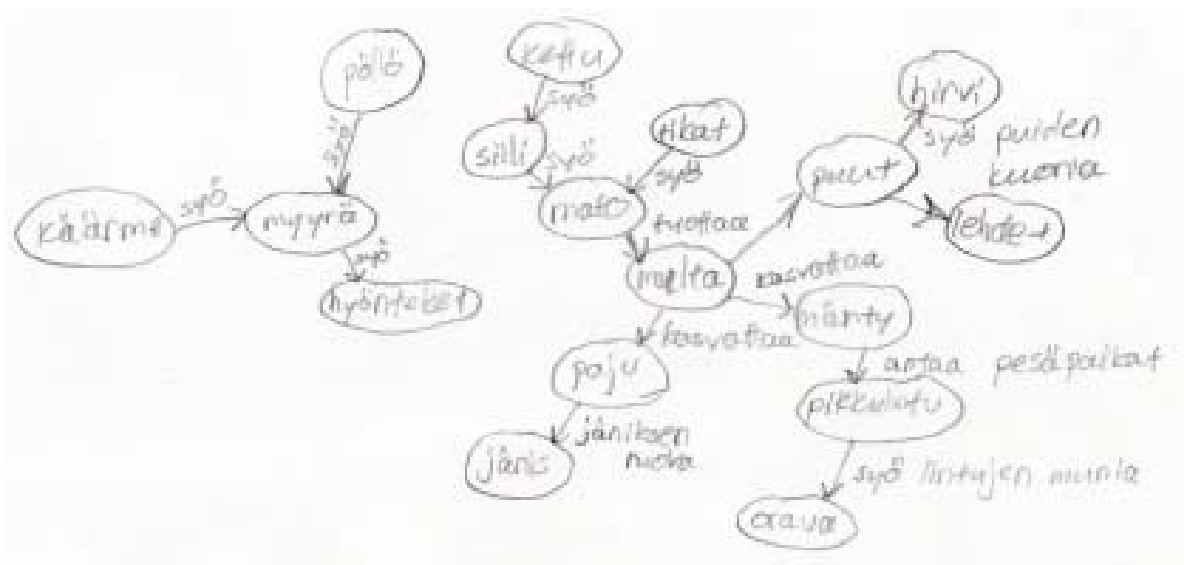 pöllö
syö
käärme
syö
myyrä
syö
hyönteiset
kettu
syö
siili
syö
tikat
syö
mato
tuottaa
multa
kasvattaa
paju
jäniksen
ruoka
jänis
puut
hirvi
syö puiden
kuoria
lehdet
kasvattaa
mänty
antaa pesäpaikat
pikkulintu
syö lintujen munia
orava